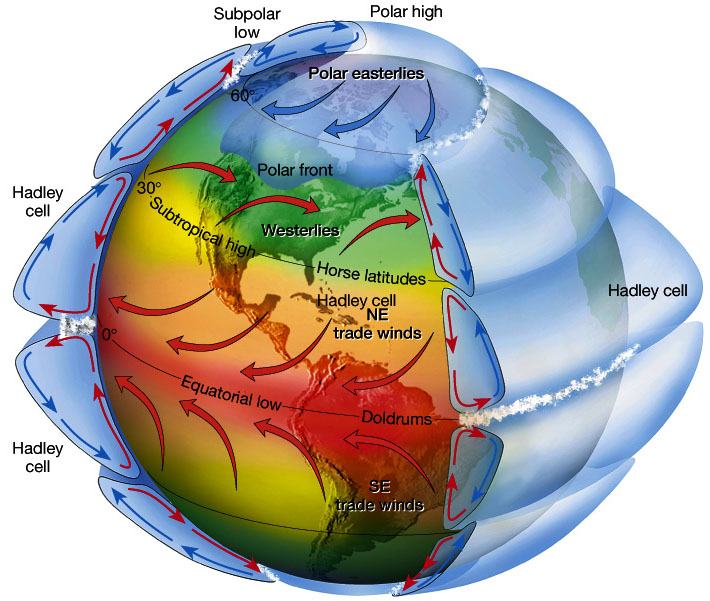 Subpolar
low
Polar high
Polar easterlies
60°
Polar front
30°
Hadley
cell
Subtropical high
Westerlies
Horse latitudes
Hadley cell
NE
trade winds
Hadley cell
0°
Equatorial low
Doldrums
Hadley
cell
SE
trade winds